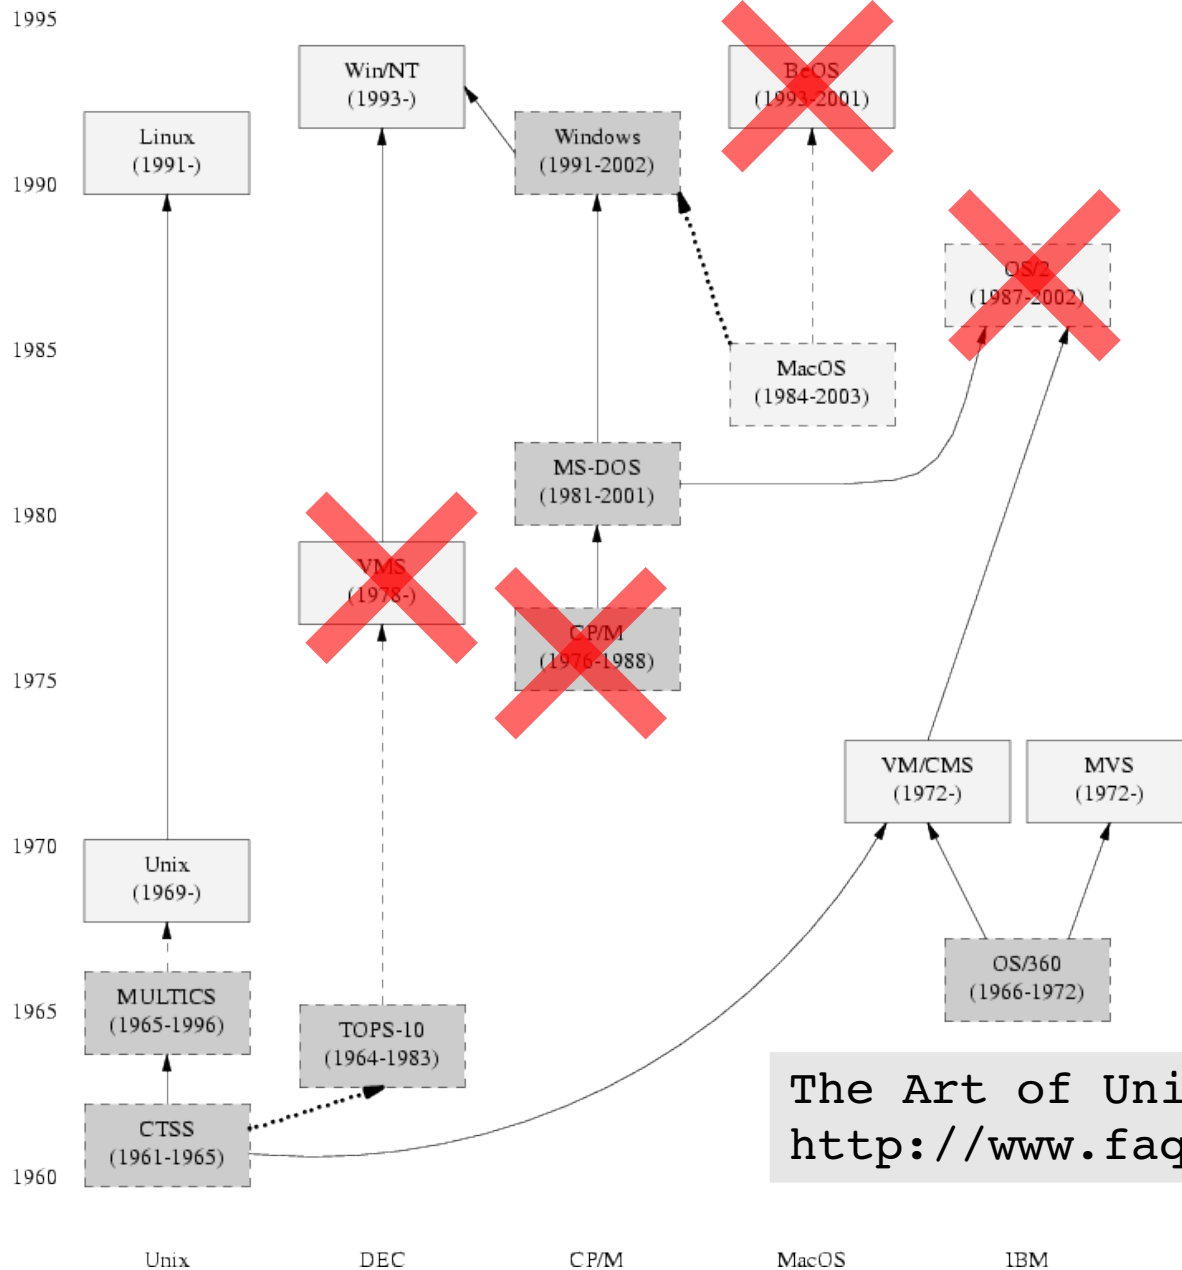 1995
Win/NT
(1993-)
BeOS
(1993-2001)
Linux
(1991-)
Windows
(1991-2002)
1990
OS/2
(1987-2002)
1985
MacOS
(1984-2003)
MS-DOS
(1981-2001)
1980
VMS
(1978-)
CP/M
(1976-1988)
1975
VM/CMS
(1972-)
MVS
(1972-)
1970
Unix
(1969-)
OS/360
(1966-1972)
MULTICS
(1965-1996)
1965
TOPS-10
(1964-1983)
The Art of Uni
http://www.faq
CTSS
(1961-1965)
1960
Unix
DEC
CP/M
MacOS
IBM